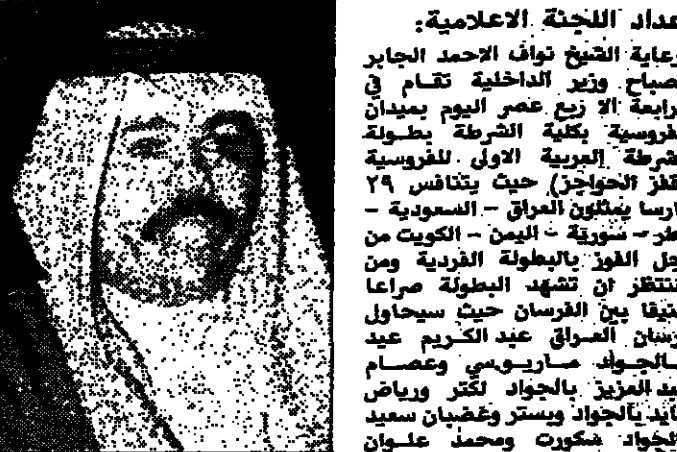 عداد اللجنة الاعلامية:
رعاية الشيخ نواف الاحمد الجابر
صباح وزير الداخلية تقام في
رابعة الا ربع عصر اليوم بميدان
فروسية بكلية الشرطة بطولة
شرطة العربية الاولى للفروسية
قفز الحواجز) حيث يتنافس ٢٩
ارسا يمثلون العراق - السعودية -
طر - سورية - اليمن - الكويت من
جل الفوز بالبطولة الفردية ومن
نتظر ان تشهد البطولة صراعا
نيقا بين الفرسان حيث سيحاول
رسان العراق عبد الكريم عيد
بالجواد ماريوسي وعصام
بد العزيز بالجواد لكتر ورياض
ايد بالجواد ويستر وغضبان سعيد
الجواد شكورت ومحمد علوان